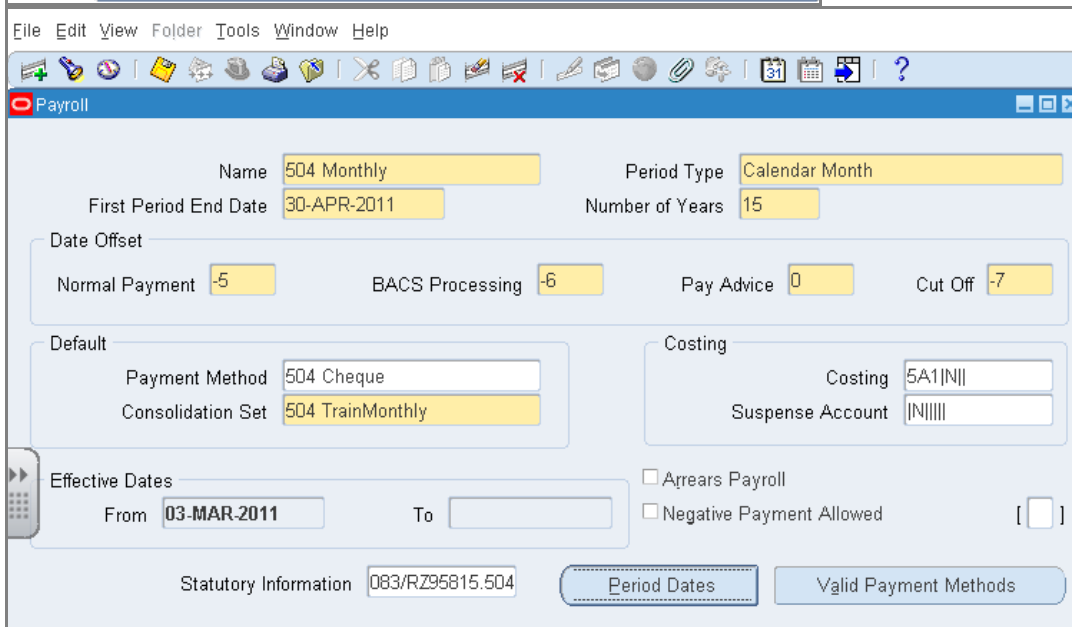 File Edit View Folder Tools Window Help
31
?
Payroll
Name 504 Monthly Period Type Calendar Month
First Period End Date 30-APR-2011 Number of Years 15
Date Offset
Normal Payment -5 BACS Processing -6 Pay Advice 0 Cut Off -7
Default Costing
Payment Method 504 Cheque Costing 5A1|N||
Consolidation Set 504 TrainMonthly Suspense Account |N|||||
Effective Dates Arrears Payroll
From 03-MAR-2011 To Negative Payment Allowed [ ]
Statutory Information 083/RZ95815.504 Period Dates Valid Payment Methods